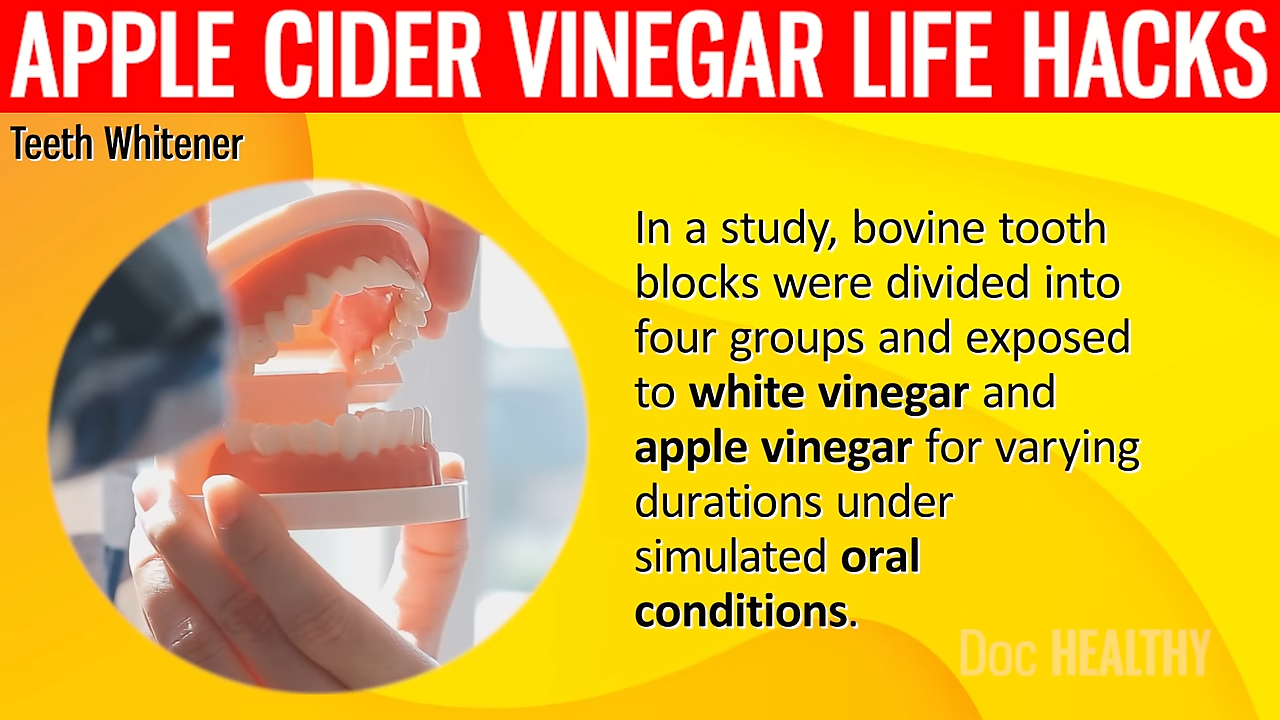 APPLE CIDER VINEGAR LIFE HACKS
Teeth Whitener
In a study, bovine tooth
blocks were divided into
four groups and exposed
to white vinegar and
apple vinegar for varying
durations under
simulated oral
conditions.
Doc HEALTHY